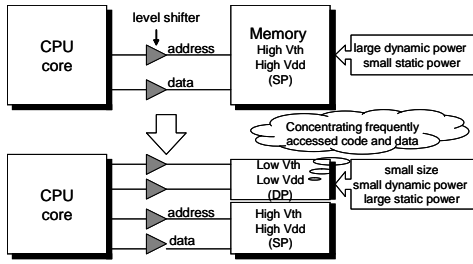 level shifter
CPU
core
address
data
Memory
High Vth
High Vdd
(SP)
large dynamic power
small static power
Concentrating frequently
accessed code and data
CPU
core
address
data
Low Vth
Low Vdd
(DP)
High Vth
High Vdd
(SP)
small size
small dynamic power
large static power